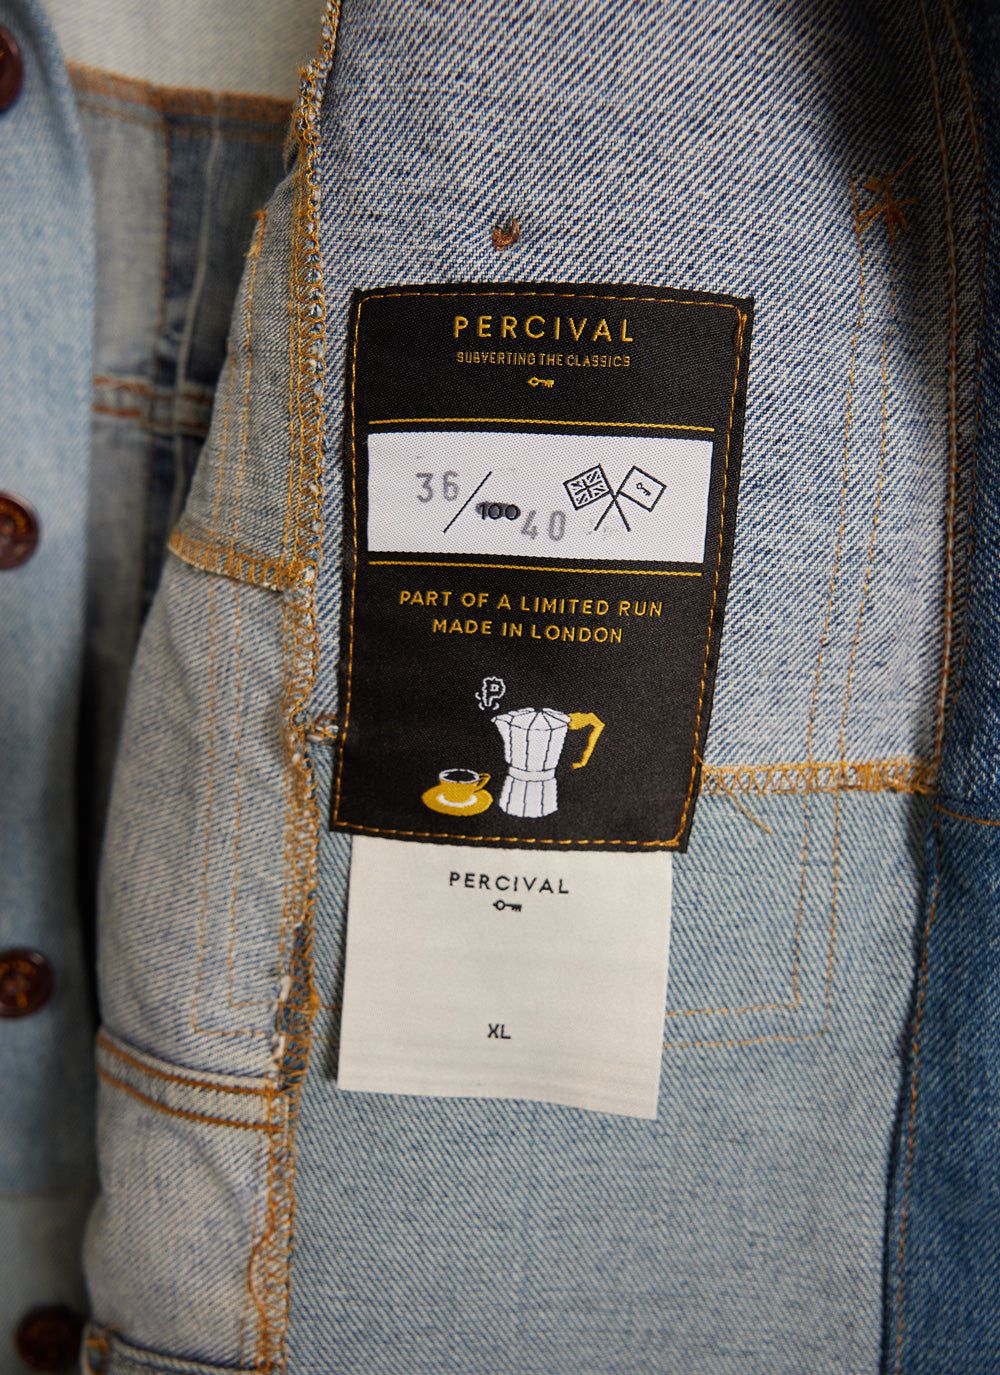 PERCIVAL
SUBVERTING THE CLASSICS
36/100 40
PART OF A LIMITED RUN
MADE IN LONDON
P
PERCIVAL
XL